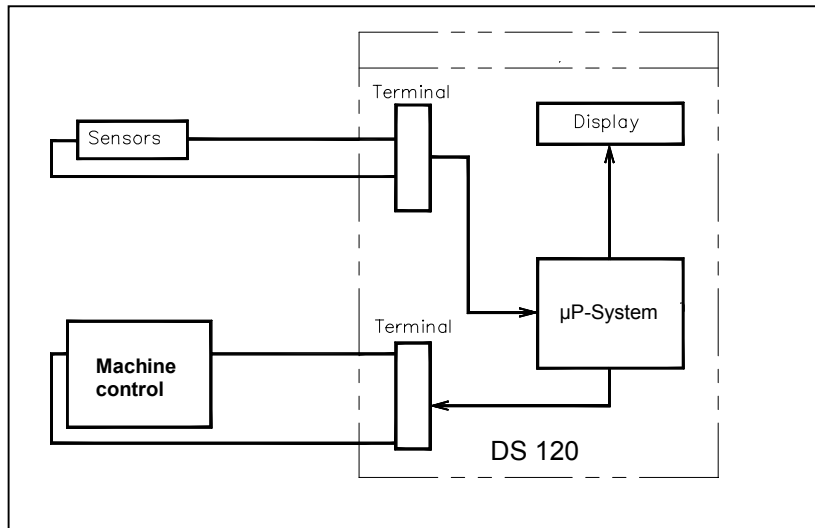 Terminal
Sensors
Display
µP-System
Terminal
Machine
control
DS 120